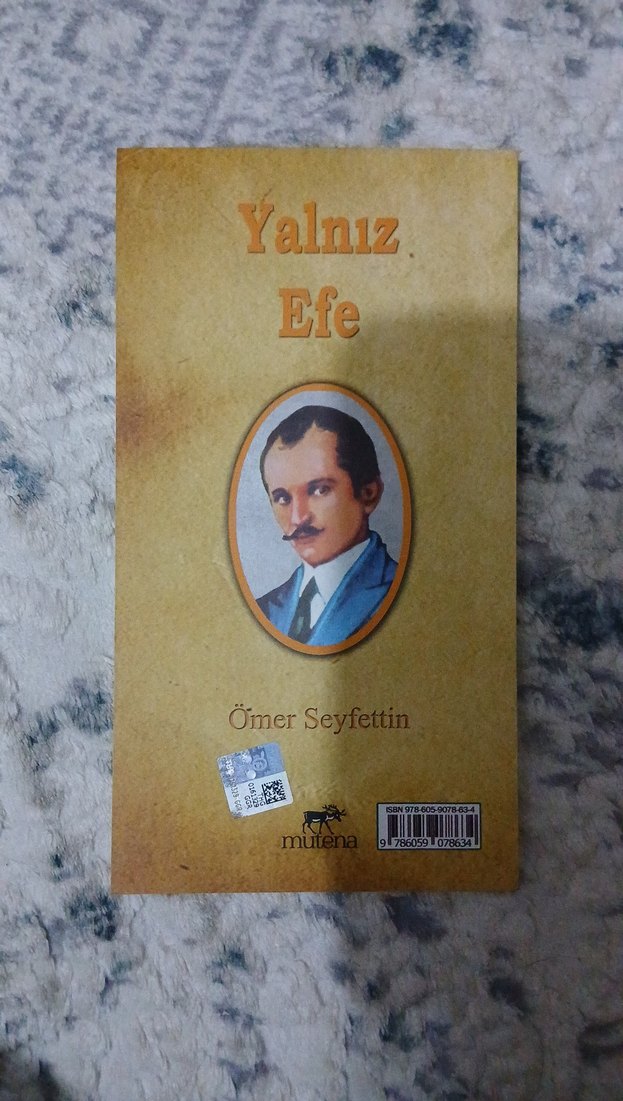 Yalnız
Efe
Ömer Seyfettin
mutena
ISBN 978-605-9078-63-4
9 786059 078634